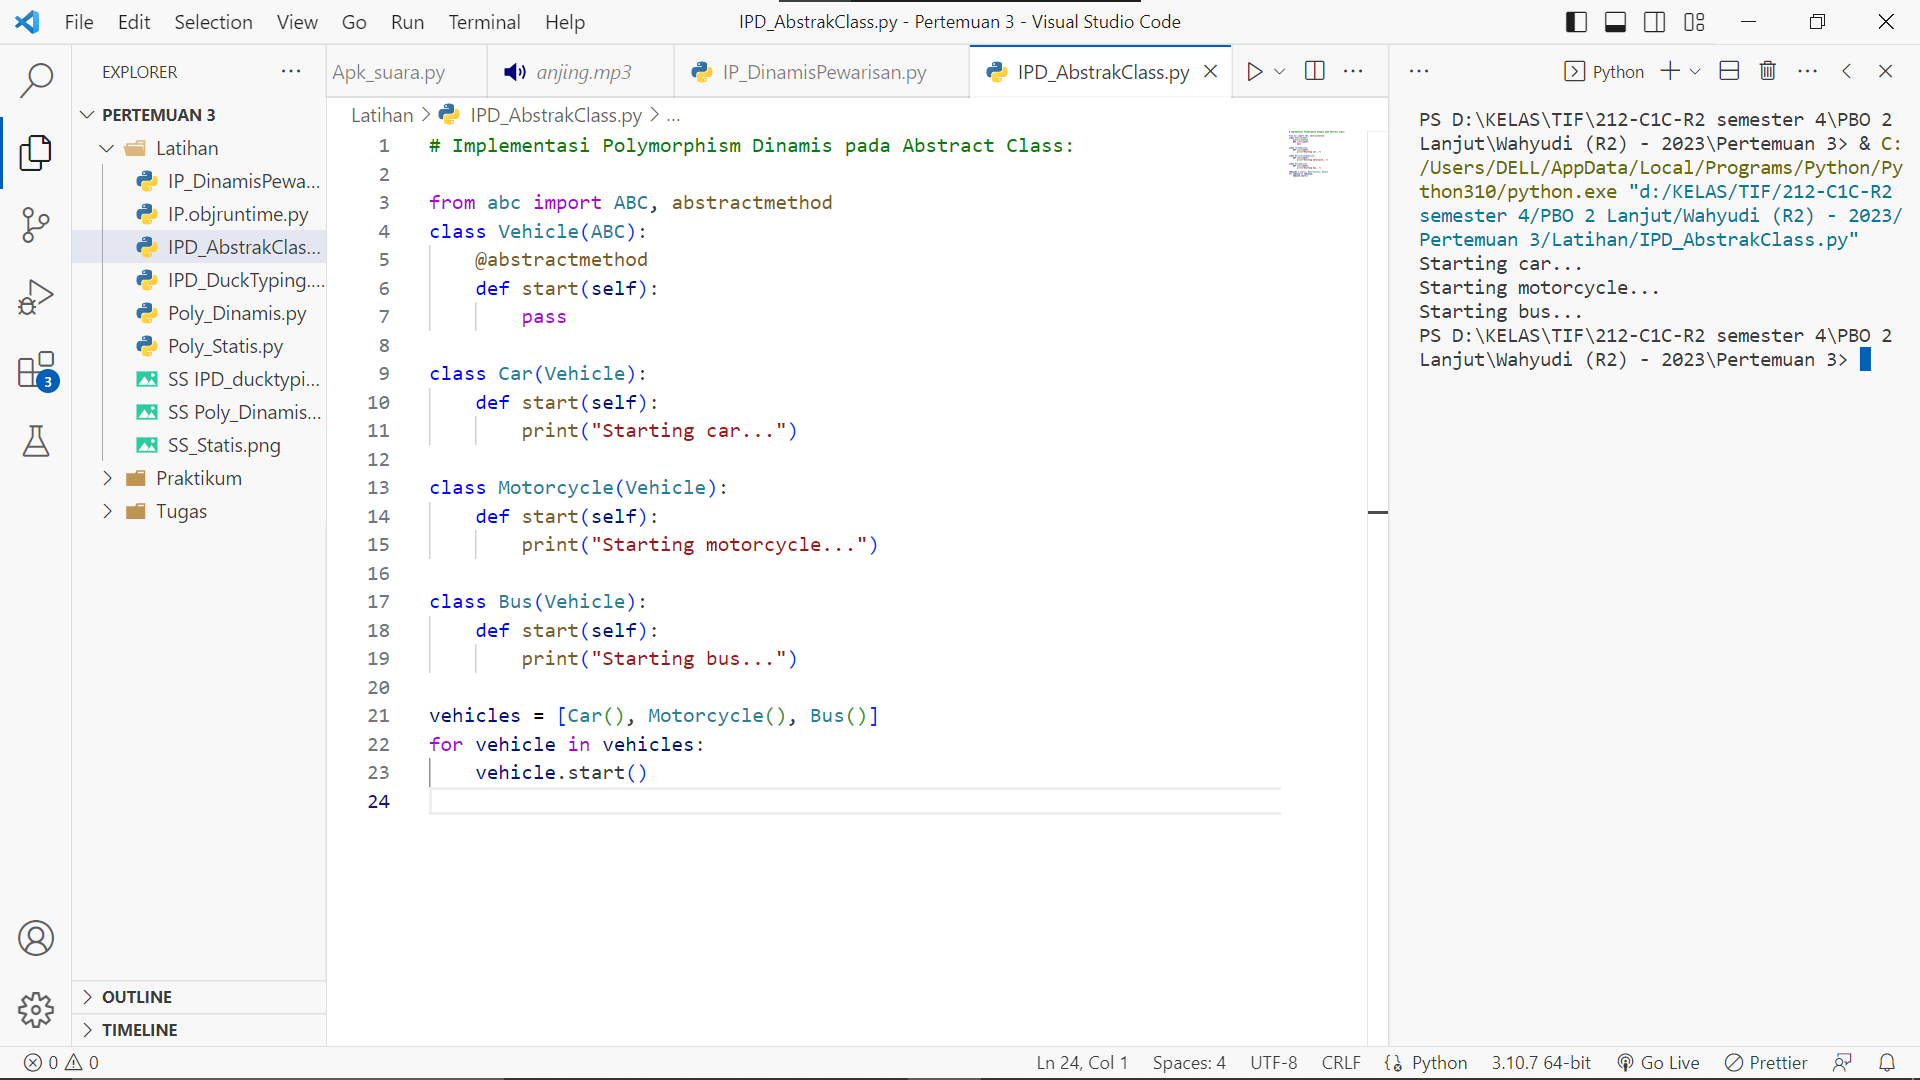 File Edit Selection View Go Run Terminal Help
IPD_AbstrakClass.py - Pertemuan 3 - Visual Studio Code
EXPLORER
PERTEMUAN 3
Latihan
IP_DinamisPewa...
IP.objruntime.py
IPD_AbstrakClas...
IPD_DuckTyping....
Poly_Dinamis.py
Poly_Statis.py
SS IPD_ducktypi...
SS Poly_Dinamis...
SS_Statis.png
Praktikum
Tugas
OUTLINE
TIMELINE
3
Apk_suara.py
anjing.mp3
IP_DinamisPewarisan.py
IPD_AbstrakClass.py
Latihan > IPD_AbstrakClass.py > ...
1 # Implementasi Polymorphism Dinamis pada Abstract Class:
2
3 from abc import ABC, abstractmethod
4 class Vehicle(ABC):
5     @abstractmethod
6     def start(self):
7         pass
8
9 class Car(Vehicle):
10     def start(self):
11         print("Starting car...")
12
13 class Motorcycle(Vehicle):
14     def start(self):
15         print("Starting motorcycle...")
16
17 class Bus(Vehicle):
18     def start(self):
19         print("Starting bus...")
20
21 vehicles = [Car(), Motorcycle(), Bus()]
22 for vehicle in vehicles:
23     vehicle.start()
24
Python
PS D:\KELAS\TIF\212-C1C-R2 semester 4\PBO 2
Lanjut\Wahyudi (R2) - 2023\Pertemuan 3> & C:
/Users/DELL/AppData/Local/Programs/Python/Py
thon310/python.exe "d:/KELAS/TIF/212-C1C-R2
semester 4/PBO 2 Lanjut/Wahyudi (R2) - 2023/
Pertemuan 3/Latihan/IPD_AbstrakClass.py"
Starting car...
Starting motorcycle...
Starting bus...
PS D:\KELAS\TIF\212-C1C-R2 semester 4\PBO 2
Lanjut\Wahyudi (R2) - 2023\Pertemuan 3>
0 0
Ln 24, Col 1 Spaces: 4 UTF-8 CRLF Python 3.10.7 64-bit Go Live Prettier